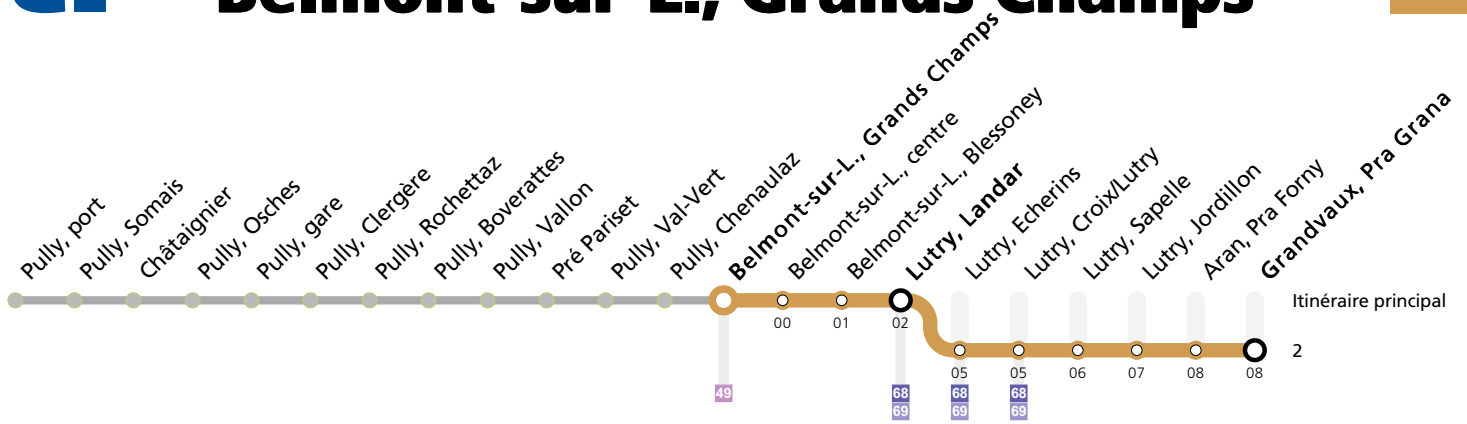 Belmont-sur-L., Grands Champs
Pully, port
Pully, Somais
Châtaignier
Pully, Osches
Pully, gare
Pully, Clergère
Pully, Rochettaz
Pully, Boverattes
Pully, Vallon
Pré Pariset
Pully, Val-Vert
Pully, Chenaulaz
Belmont-sur-L., Grands Champs
Belmont-sur-L., centre
Belmont-sur-L., Blessoney
Lutry, Landar
Lutry, Echerins
Lutry, Croix/Lutry
Lutry, Sapelle
Lutry, Jordillon
Aran, Pra Forny
Grandvaux, Pra Grana
Itinéraire principal
00 01 02
2
05 05 06 07 08 08
49 68 68 68
69 69 69